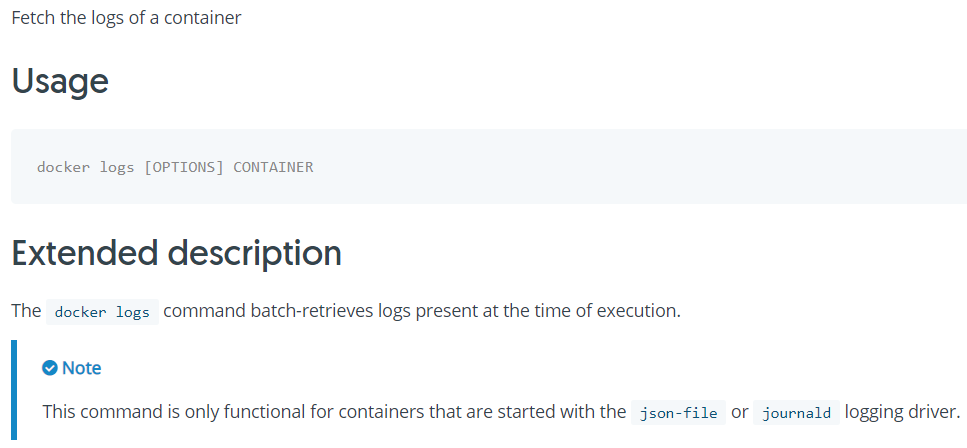 Fetch the logs of a container
Usage
docker logs [OPTIONS] CONTAINER
Extended description
The docker logs command batch-retrieves logs present at the time of execution.
Note
This command is only functional for containers that are started with the json-file or journald logging driver.